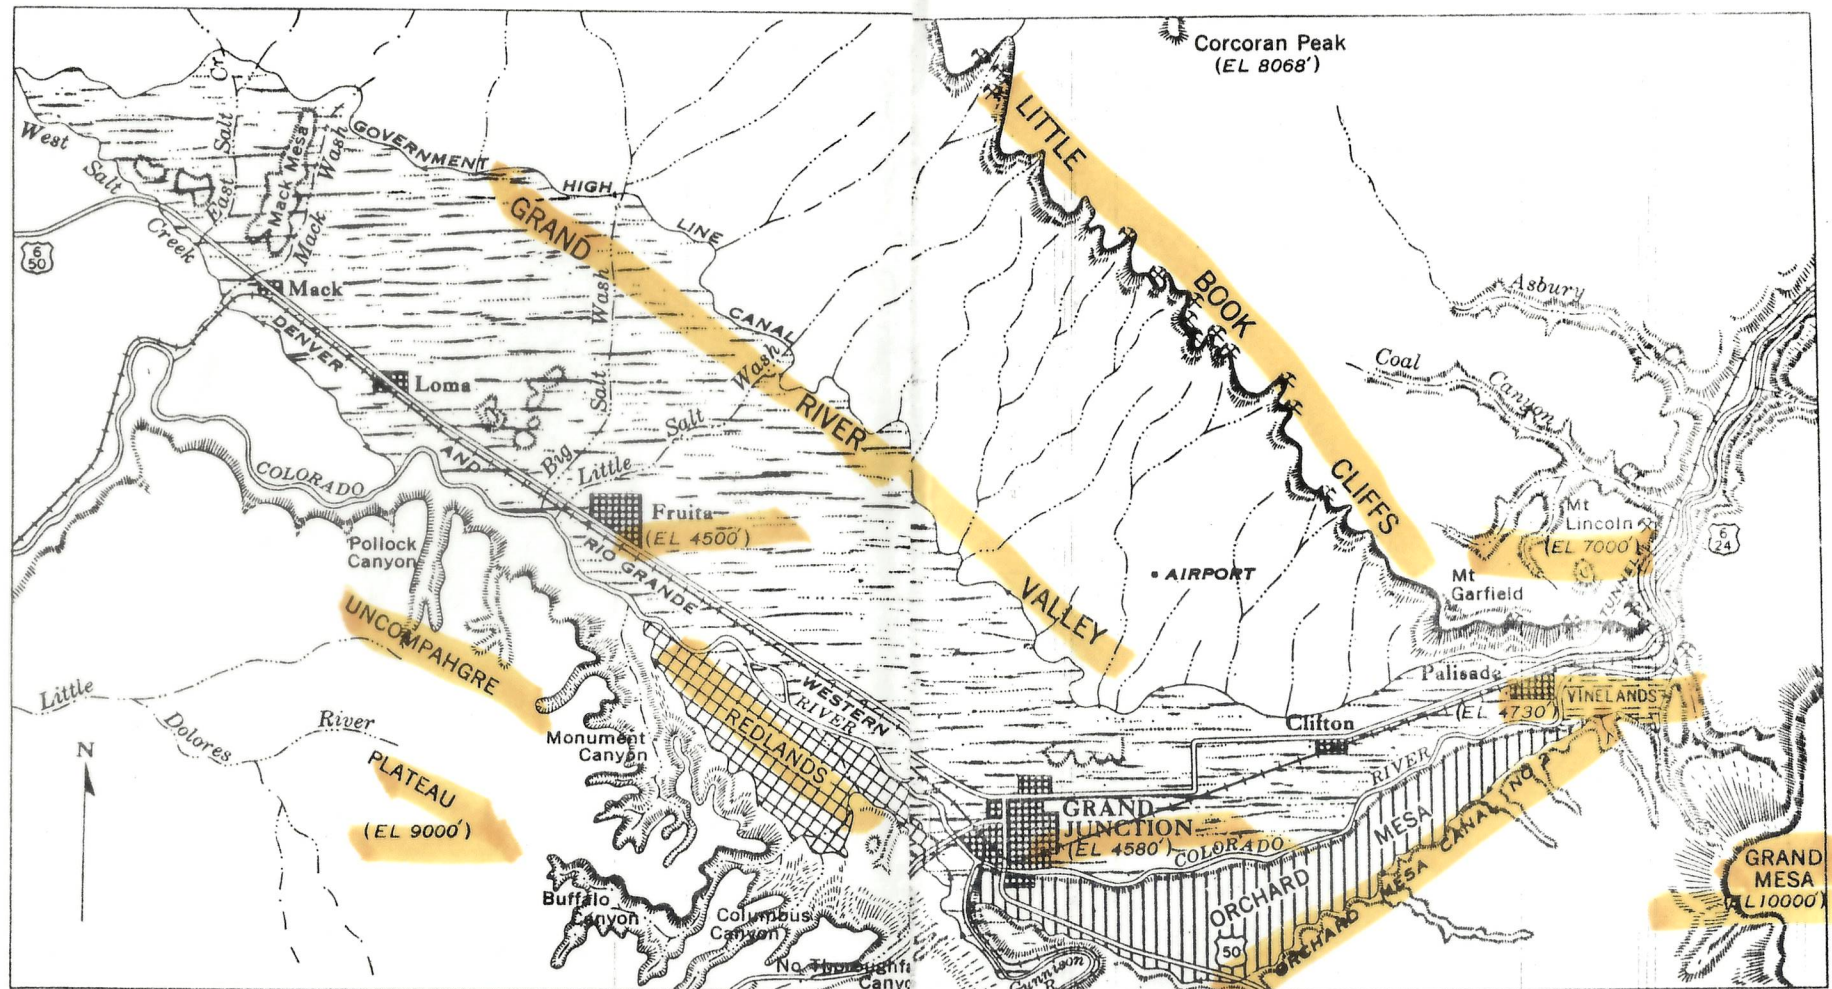 Corcoran Peak
(EL 8068')
LITTLE
BOOK
CLIFFS
Cr
West
Salt
Creek
East Salt
Mack Mesa
Mack Wash
GOVERNMENT
HIGH
LINE
CANAL
GRAND
RIVER
VALLEY
6
50
Mack
DENVER
AND
RIO GRANDE
WESTERN
Loma
Big Salt Wash
Little Salt Wash
Asbury
Coal
Canyon
Cr
COLORADO
RIVER
Fruita
(EL 4500')
Pollock
Canyon
AIRPORT
Mt
Lincoln
(EL 7000')
6
24
Mt
Garfield
TUNNEL
UNCOMPAHGRE
PLATEAU
(EL 9000')
Little
Dolores
River
N
Monument
Canyon
REDLANDS
Palisade
(EL 4730')
VINELANDS
Clifton
RIVER
GRAND
JUNCTION
(EL 4580')
COLORADO
ORCHARD
MESA
ORCHARD MESA CANAL NO 2
50
GRAND
MESA
10000')
Buffalo
Canyon
Columbus
Canyon
Gunnison
R